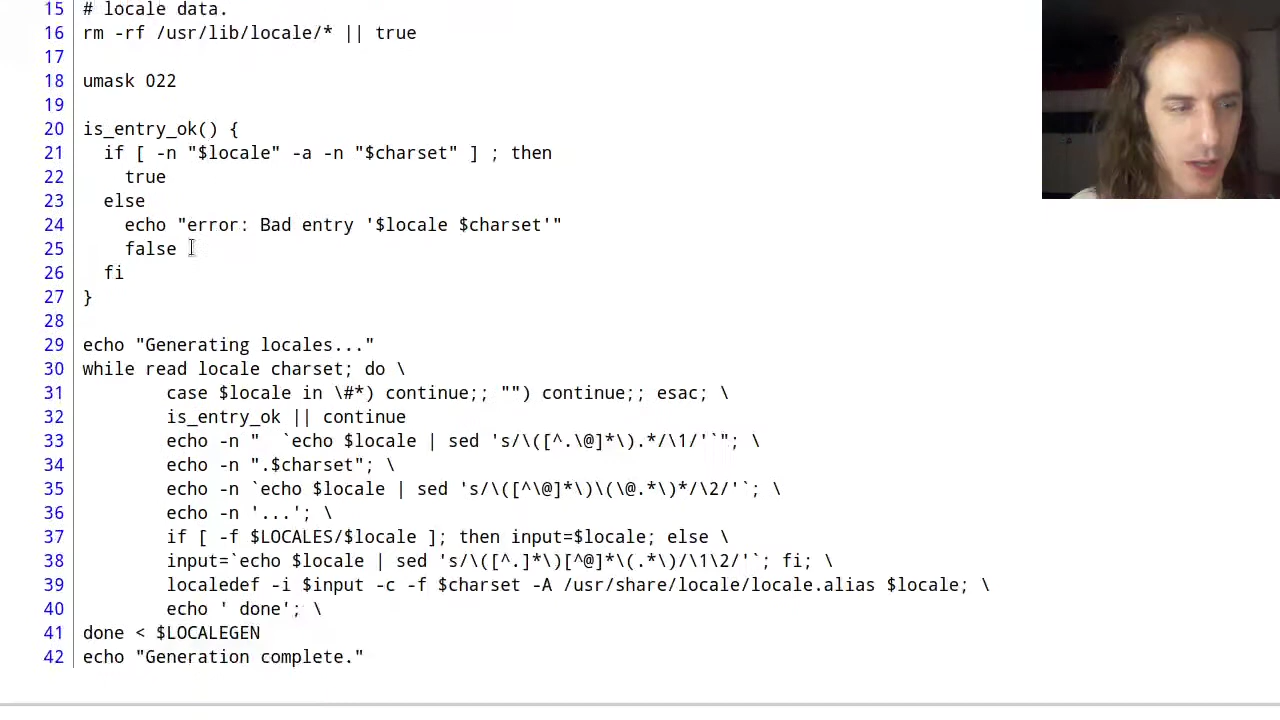 15 # locale data.
16 rm -rf /usr/lib/locale/* || true
17
18 umask 022
19
20 is_entry_ok() {
21   if [ -n "$locale" -a -n "$charset" ] ; then
22     true
23   else
24     echo "error: Bad entry '$locale $charset'"
25     false
26   fi
27 }
28
29 echo "Generating locales..."
30 while read locale charset; do \
31         case $locale in \#*) continue;; "") continue;; esac; \
32         is_entry_ok || continue
33         echo -n "  `echo $locale | sed 's/\([^.\@]*\).*/\1/'`"; \
34         echo -n ".$charset"; \
35         echo -n `echo $locale | sed 's/\([^\@]*\)\(\@.*\)*/\2/'`; \
36         echo -n '...'; \
37         if [ -f $LOCALES/$locale ]; then input=$locale; else \
38         input=`echo $locale | sed 's/\([^.]*\)[^@]*\(.*\)/\1\2/'`; fi; \
39         localedef -i $input -c -f $charset -A /usr/share/locale/locale.alias $locale; \
40         echo ' done'; \
41 done < $LOCALEGEN
42 echo "Generation complete."